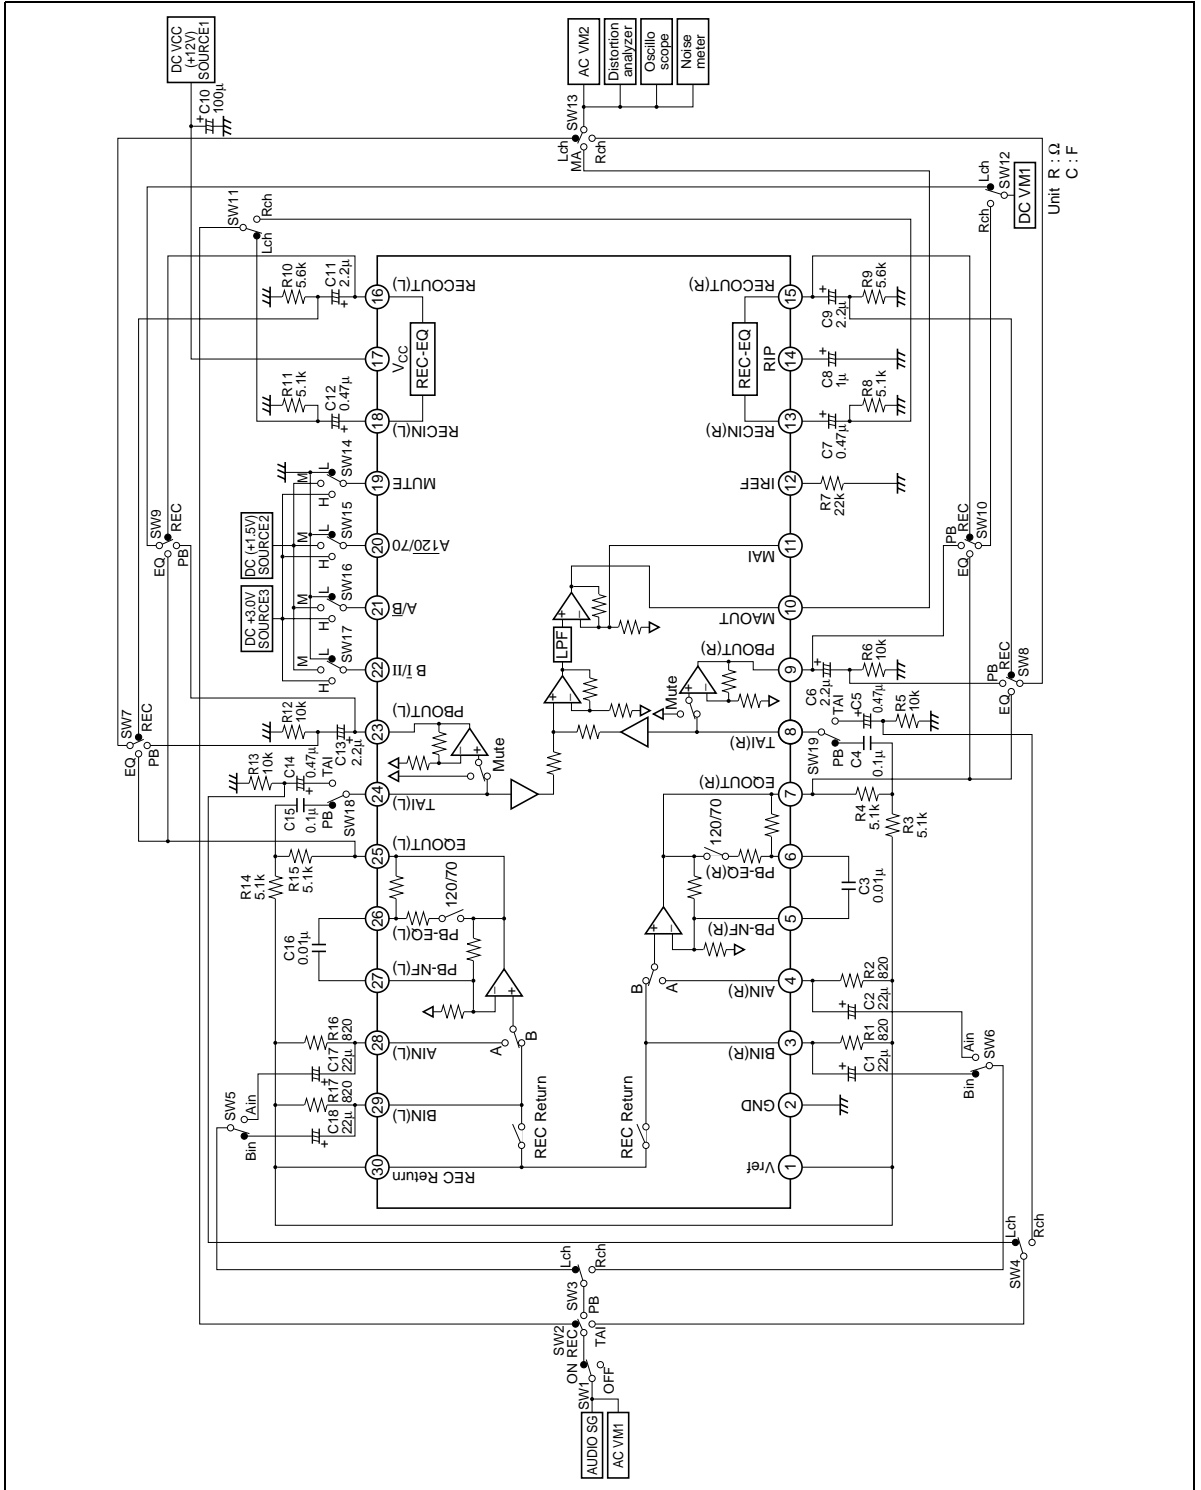 DC VCC
(+12V)
SOURCE1
C10
100μ
+
AC VM2
Distortion
analyzer
Oscillo
scope
Noise
meter
SW13
Lch
MA
Rch
SW11
Lch
Rch
Lch
SW12
Rch
DC VM1
Unit R : Ω
C : F
R10
5.6k
C11
2.2μ
+
RECOUT(L)
16
17
VCC
REC-EQ
R11
5.1k
C12
0.47μ
+
18
RECIN(L)
RECOUT(R)
15
C9
2.2μ
+
R9
5.6k
REC-EQ
RIP
14
C8
1μ
+
RECIN(R)
13
C7
0.47μ
+
R8
5.1k
SW14
H
M
L
19
MUTE
SW15
H
M
L
20
A120/70
SW16
H
M
L
21
A/B
SW17
H
M
L
22
B I/II
DC (+1.5V)
SOURCE2
DC +3.0V
SOURCE3
SW9
EQ
REC
PB
SW7
EQ
REC
PB
IREF
12
R7
22k
MAI
11
MAOUT
10
LPF
+
−
+
−
PBOUT(R)
9
C6
2.2μ
+
R6
10k
PB
REC
EQ
SW10
PB
REC
EQ
SW8
R12
10k
C13
2.2μ
+
23
PBOUT(L)
Mute
+
−
R13
10k
C14
0.47μ
+
TAI
C15
0.1μ
PB
SW18
24
TAI(L)
Mute
+
−
TAI(R)
8
SW19
TAI
PB
C5
0.47μ
+
R5
10k
C4
0.1μ
EQOUT(R)
7
R4
5.1k
R3
5.1k
R14
5.1k
R15
5.1k
25
EQOUT(L)
120/70
26
PB-EQ(L)
C16
0.01μ
27
PB-NF(L)
+
−
120/70
PB-EQ(R)
6
C3
0.01μ
PB-NF(R)
5
+
−
R16
820
C17
22μ
+
28
AIN(L)
A
B
B
A
AIN(R)
4
R2
820
C2
22μ
+
SW5
Ain
Bin
R17
820
C18
22μ
+
29
BIN(L)
REC Return
REC Return
BIN(R)
3
R1
820
C1
22μ
+
Ain
Bin
SW6
GND
2
30
REC Return
Vref
1
Lch
Rch
SW3
PB
SW2
REC
TAI
ON
SW1
OFF
Lch
Rch
SW4
AUDIO SG
AC VM1